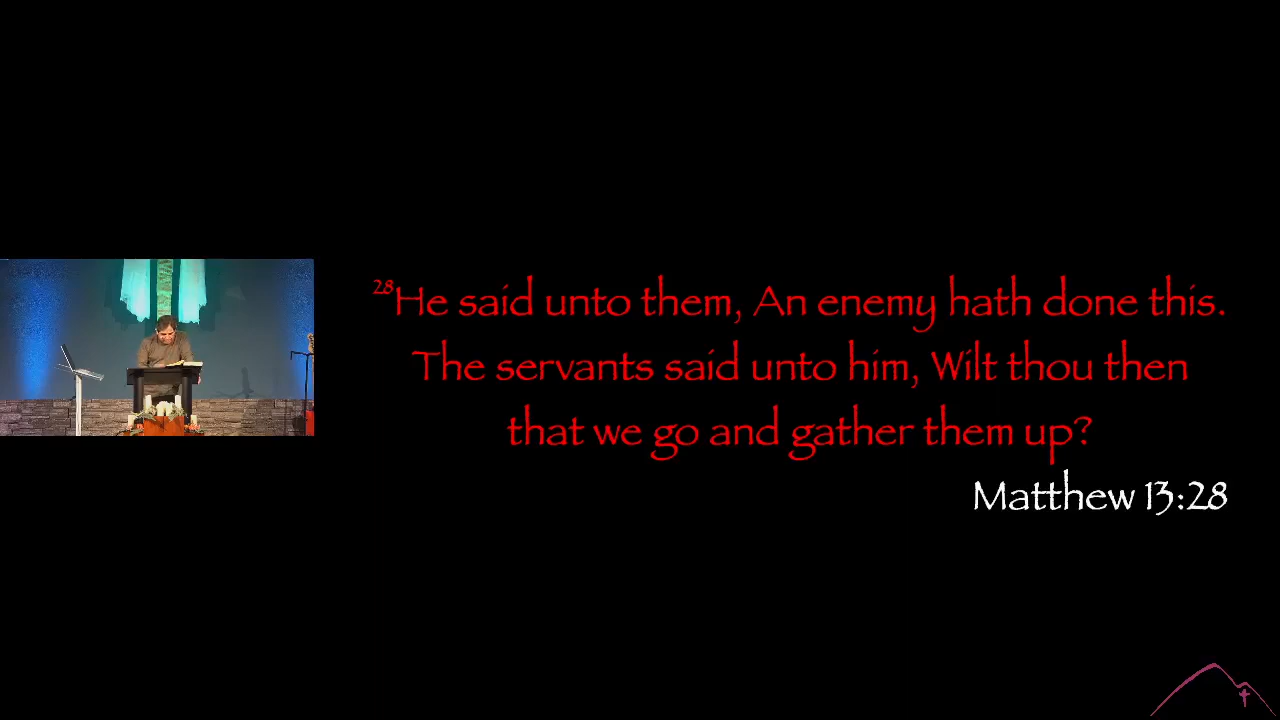 28He said unto them, An enemy hath done this.
The servants said unto him, Wilt thou then
that we go and gather them up?
Matthew 13:28